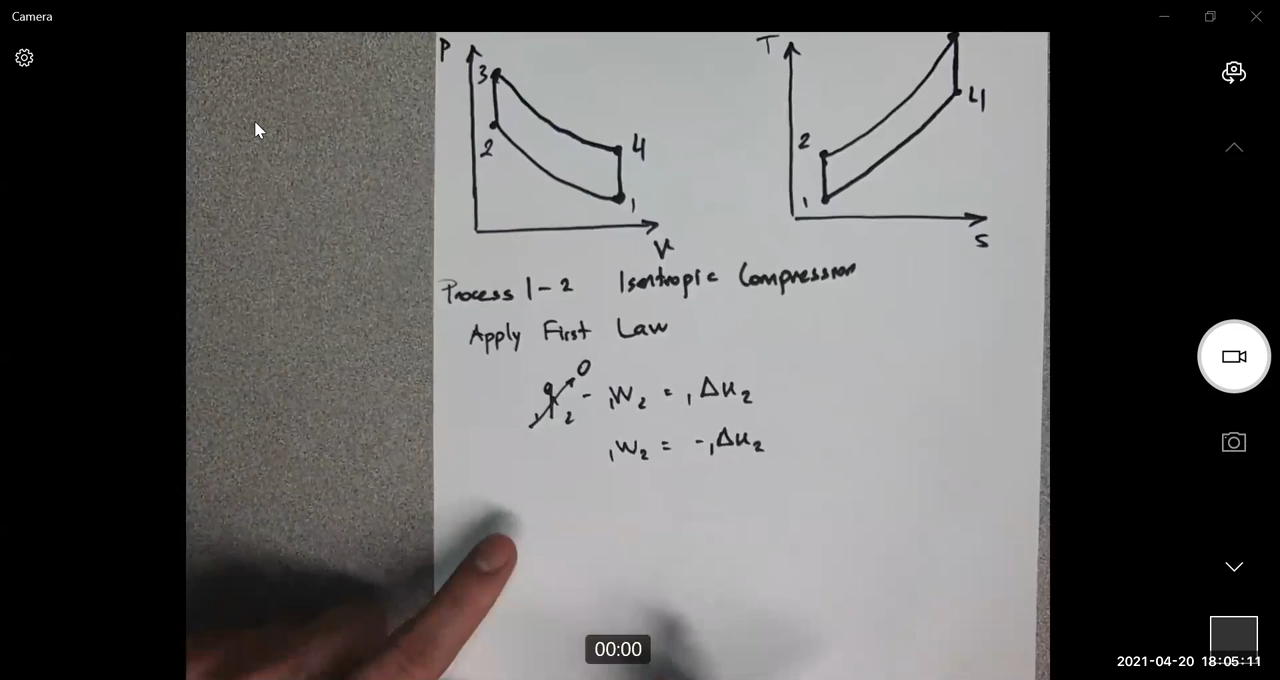 Camera
P
3
2
4
1
V
T
2
1
4
S
Process 1-2 Isentropic Compression
Apply First Law
₁q₂ 0 - ₁W₂ = ₁Δu₂
₁W₂ = -₁Δu₂
00:00
2021-04-20 18:05:11